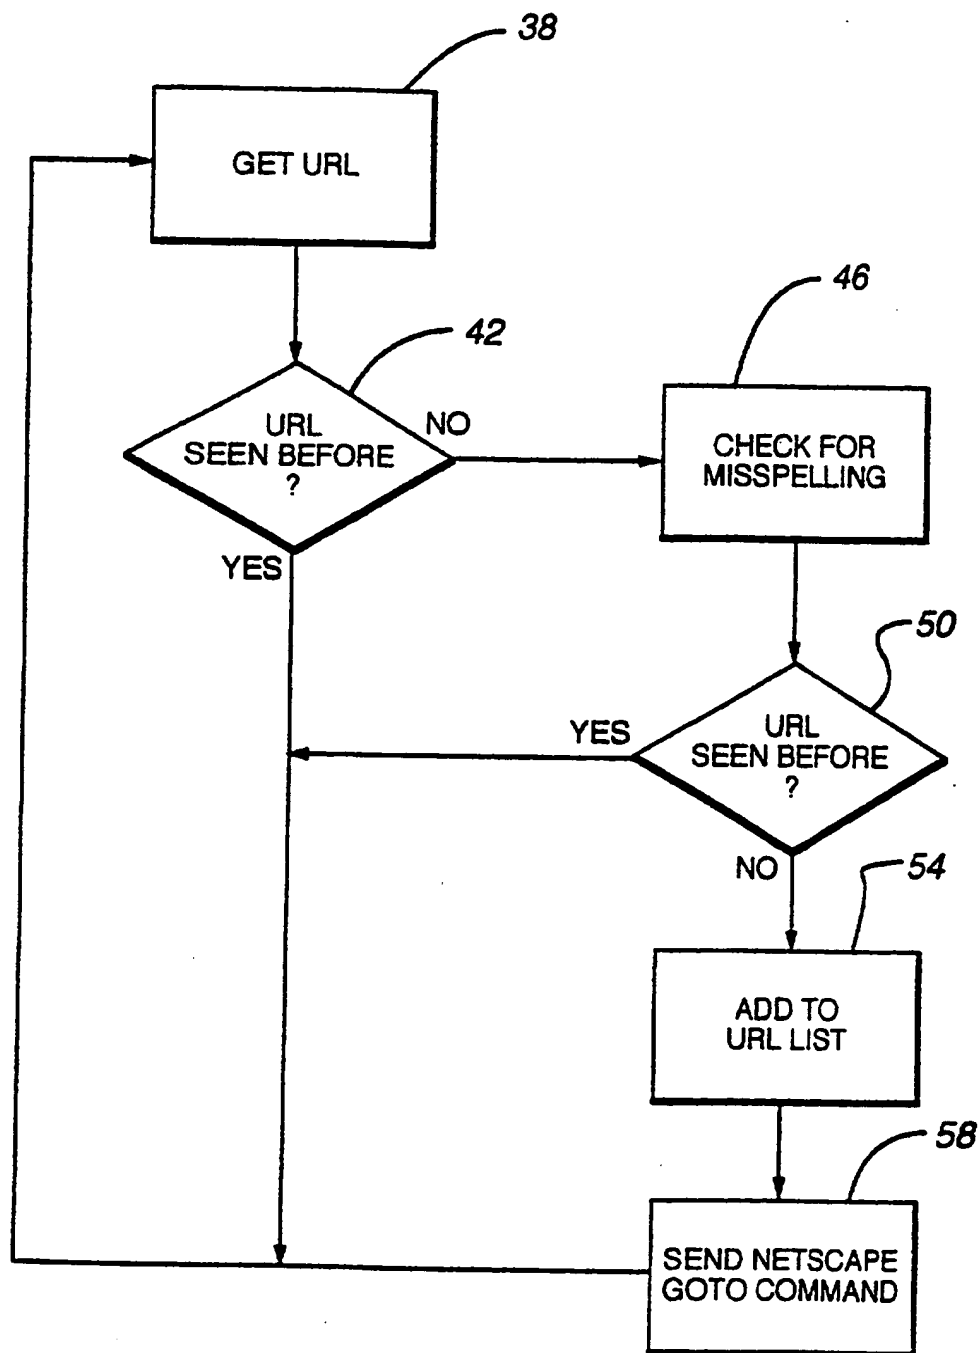 38
GET URL
42
URL
SEEN BEFORE
?
NO
YES
46
CHECK FOR
MISSPELLING
50
URL
SEEN BEFORE
?
YES
NO
54
ADD TO
URL LIST
58
SEND NETSCAPE
GOTO COMMAND